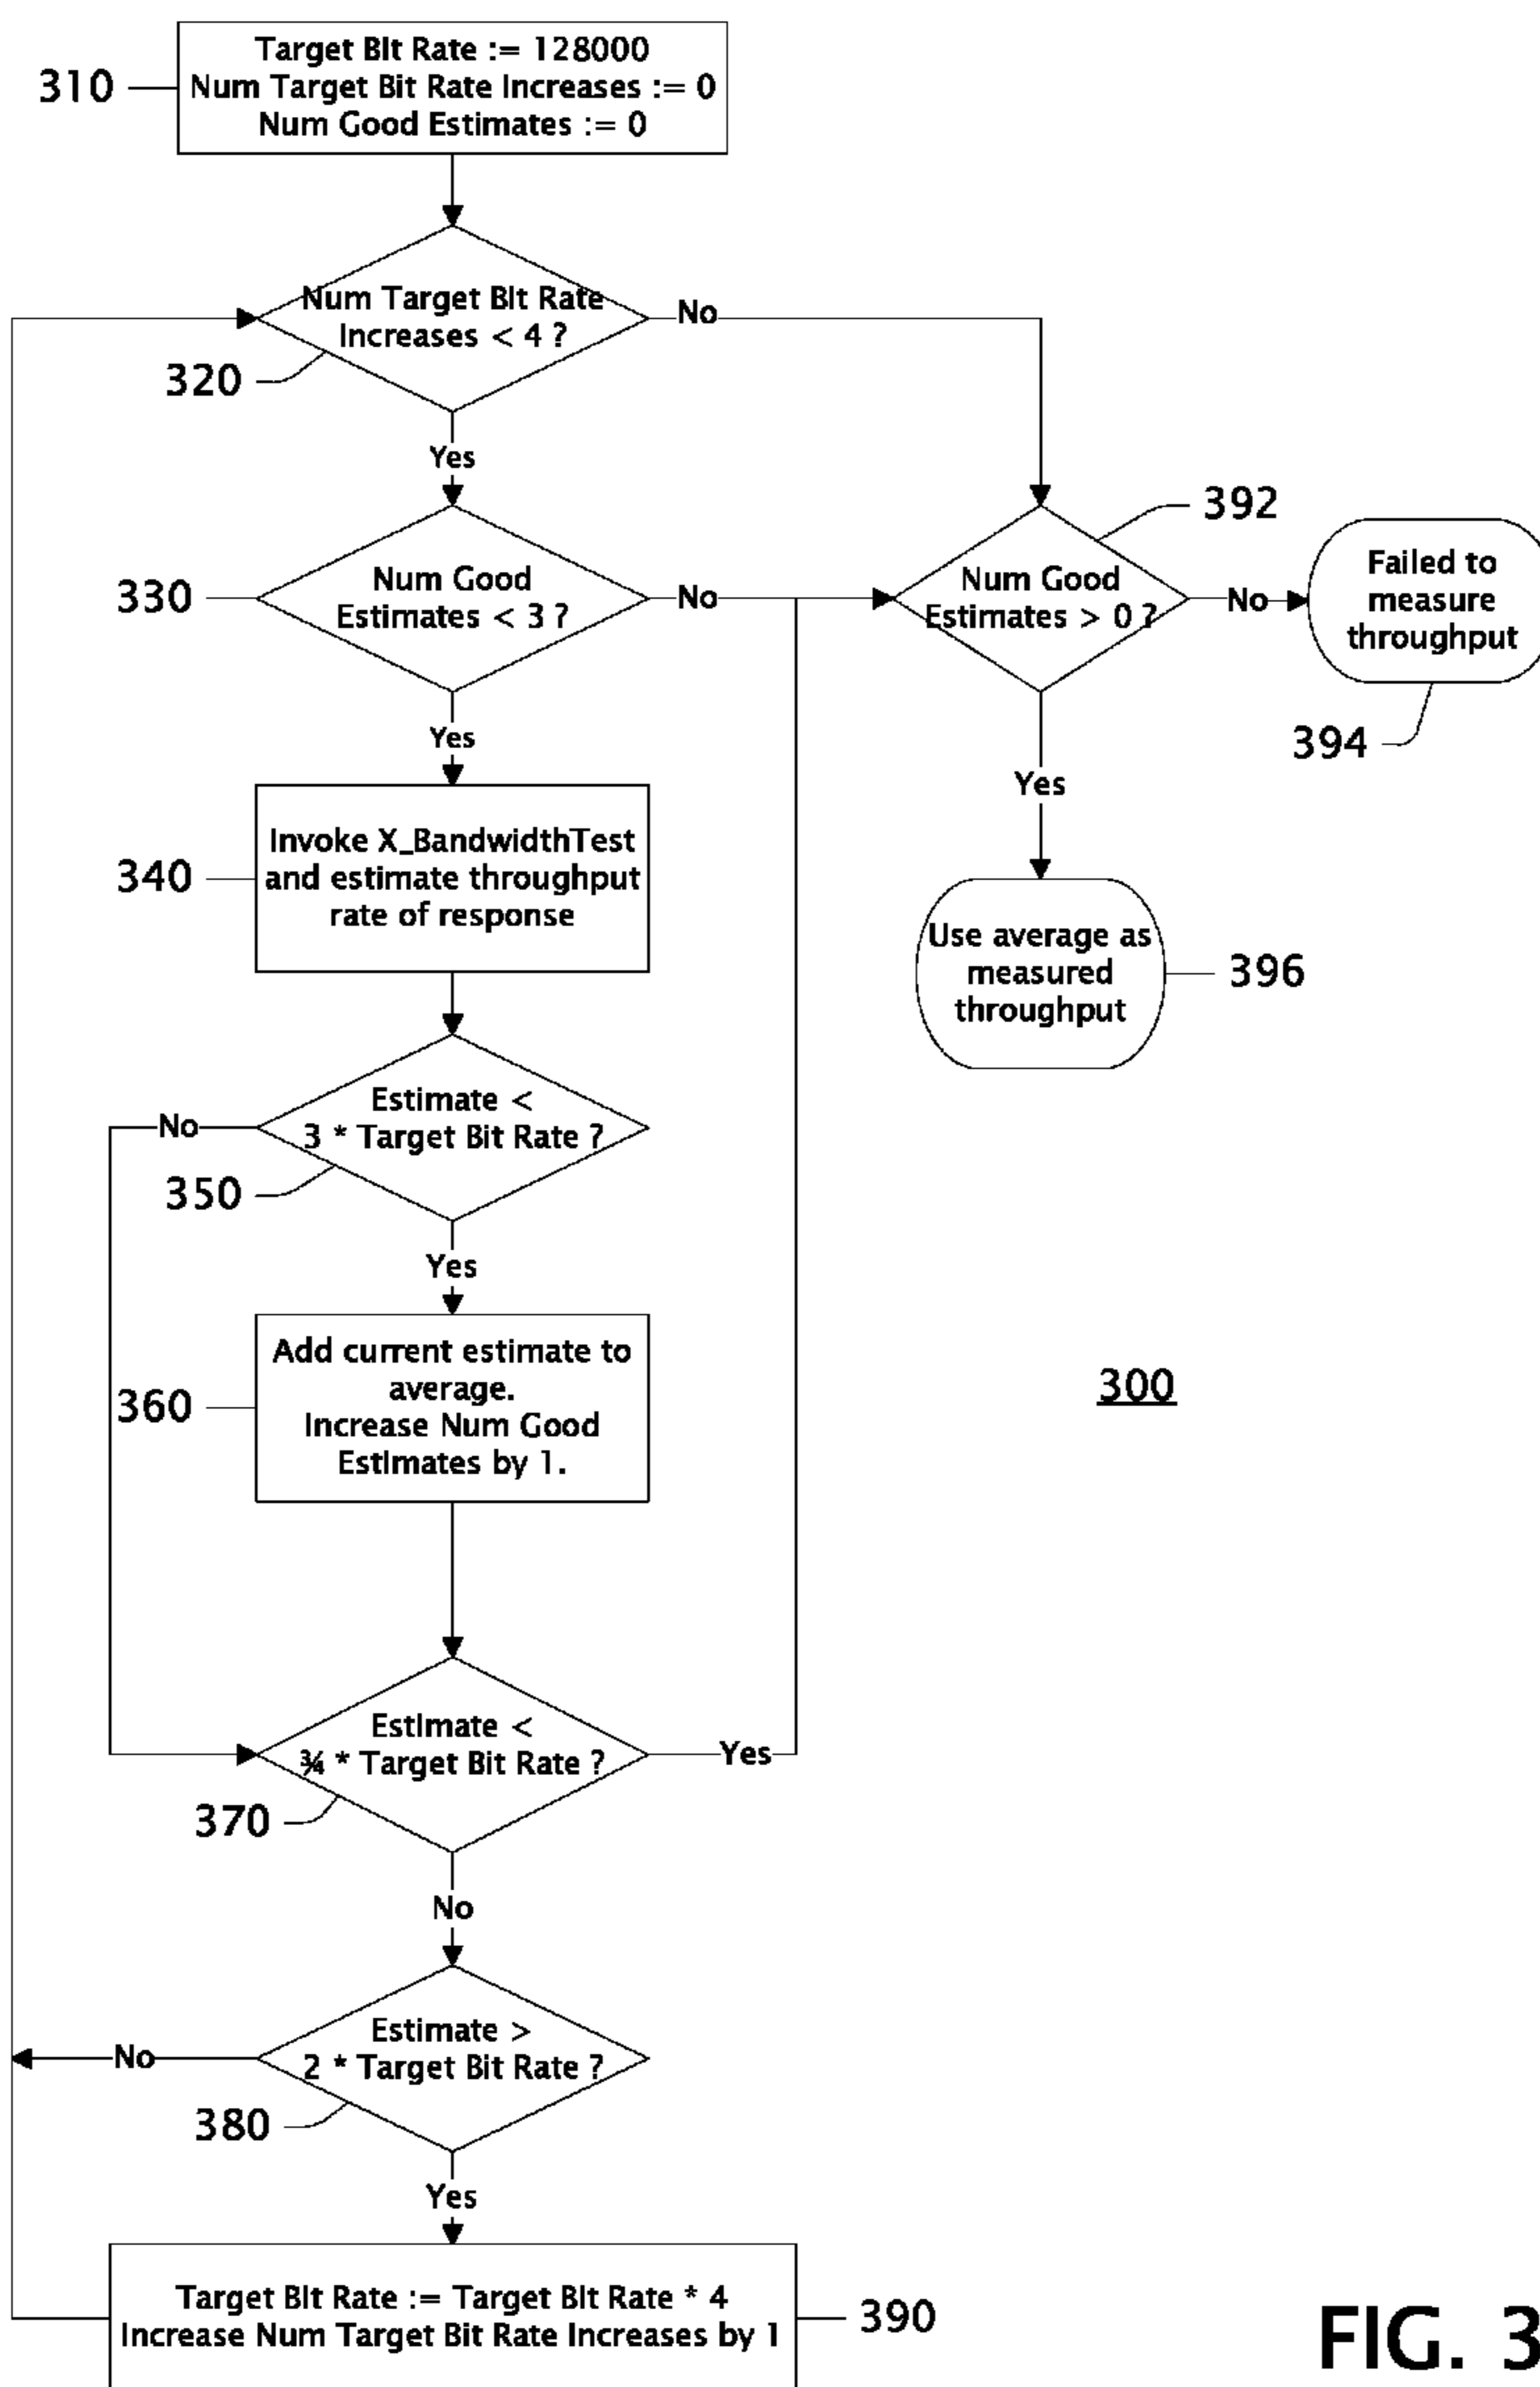 Target Bit Rate := 128000
Num Target Bit Rate Increases := 0
Num Good Estimates := 0
310
Num Target Bit Rate
Increases < 4 ?
No
320
Yes
Num Good
Estimates < 3 ?
330
No
392
Num Good
Estimates > 0 ?
No
Failed to
measure
throughput
394
Yes
Yes
Invoke X_BandwidthTest
and estimate throughput
rate of response
340
Use average as
measured
throughput
396
Estimate <
3 * Target Bit Rate ?
No
350
Yes
Add current estimate to
average.
Increase Num Good
Estimates by 1.
360
300
Estimate <
¾ * Target Bit Rate ?
Yes
370
No
Estimate >
2 * Target Bit Rate ?
No
380
Yes
Target Bit Rate := Target Bit Rate * 4
Increase Num Target Bit Rate Increases by 1
390
FIG. 3